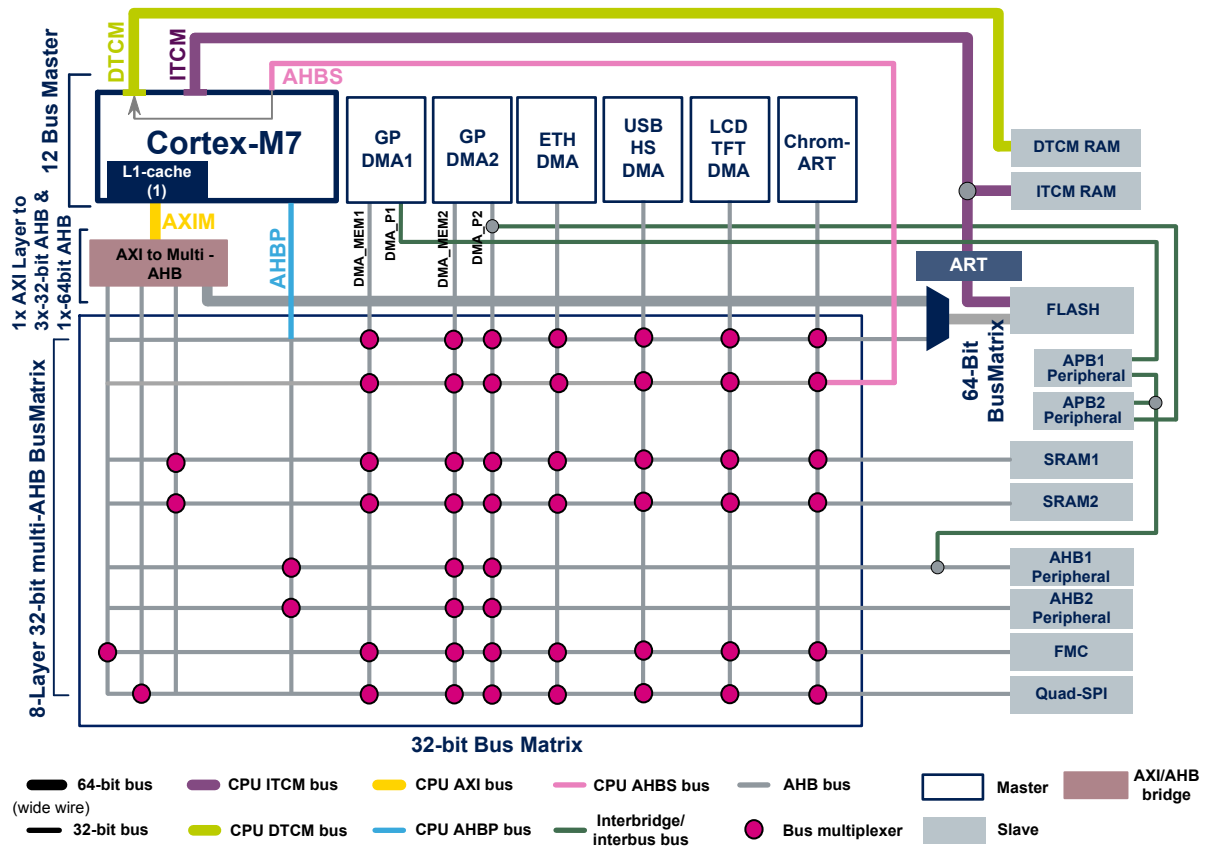 DTCM
ITCM
AHBS
12 Bus Master
Cortex-M7
L1-cache
(1)
GP
DMA1
GP
DMA2
ETH
DMA
USB
HS
DMA
LCD
TFT
DMA
Chrom-
ART
DTCM RAM
ITCM RAM
1x AXI Layer to
3x-32-bit AHB &
1x-64bit AHB
AXIM
AXI to Multi -
AHB
AHBP
DMA_MEM1
DMA_P1
DMA_MEM2
DMA_P2
ART
FLASH
64-Bit
BusMatrix
APB1
Peripheral
APB2
Peripheral
8-Layer 32-bit multi-AHB BusMatrix
SRAM1
SRAM2
AHB1
Peripheral
AHB2
Peripheral
FMC
Quad-SPI
32-bit Bus Matrix
64-bit bus
(wide wire)
32-bit bus
CPU ITCM bus
CPU DTCM bus
CPU AXI bus
CPU AHBP bus
CPU AHBS bus
Interbridge/
interbus bus
AHB bus
Bus multiplexer
Master
Slave
AXI/AHB
bridge